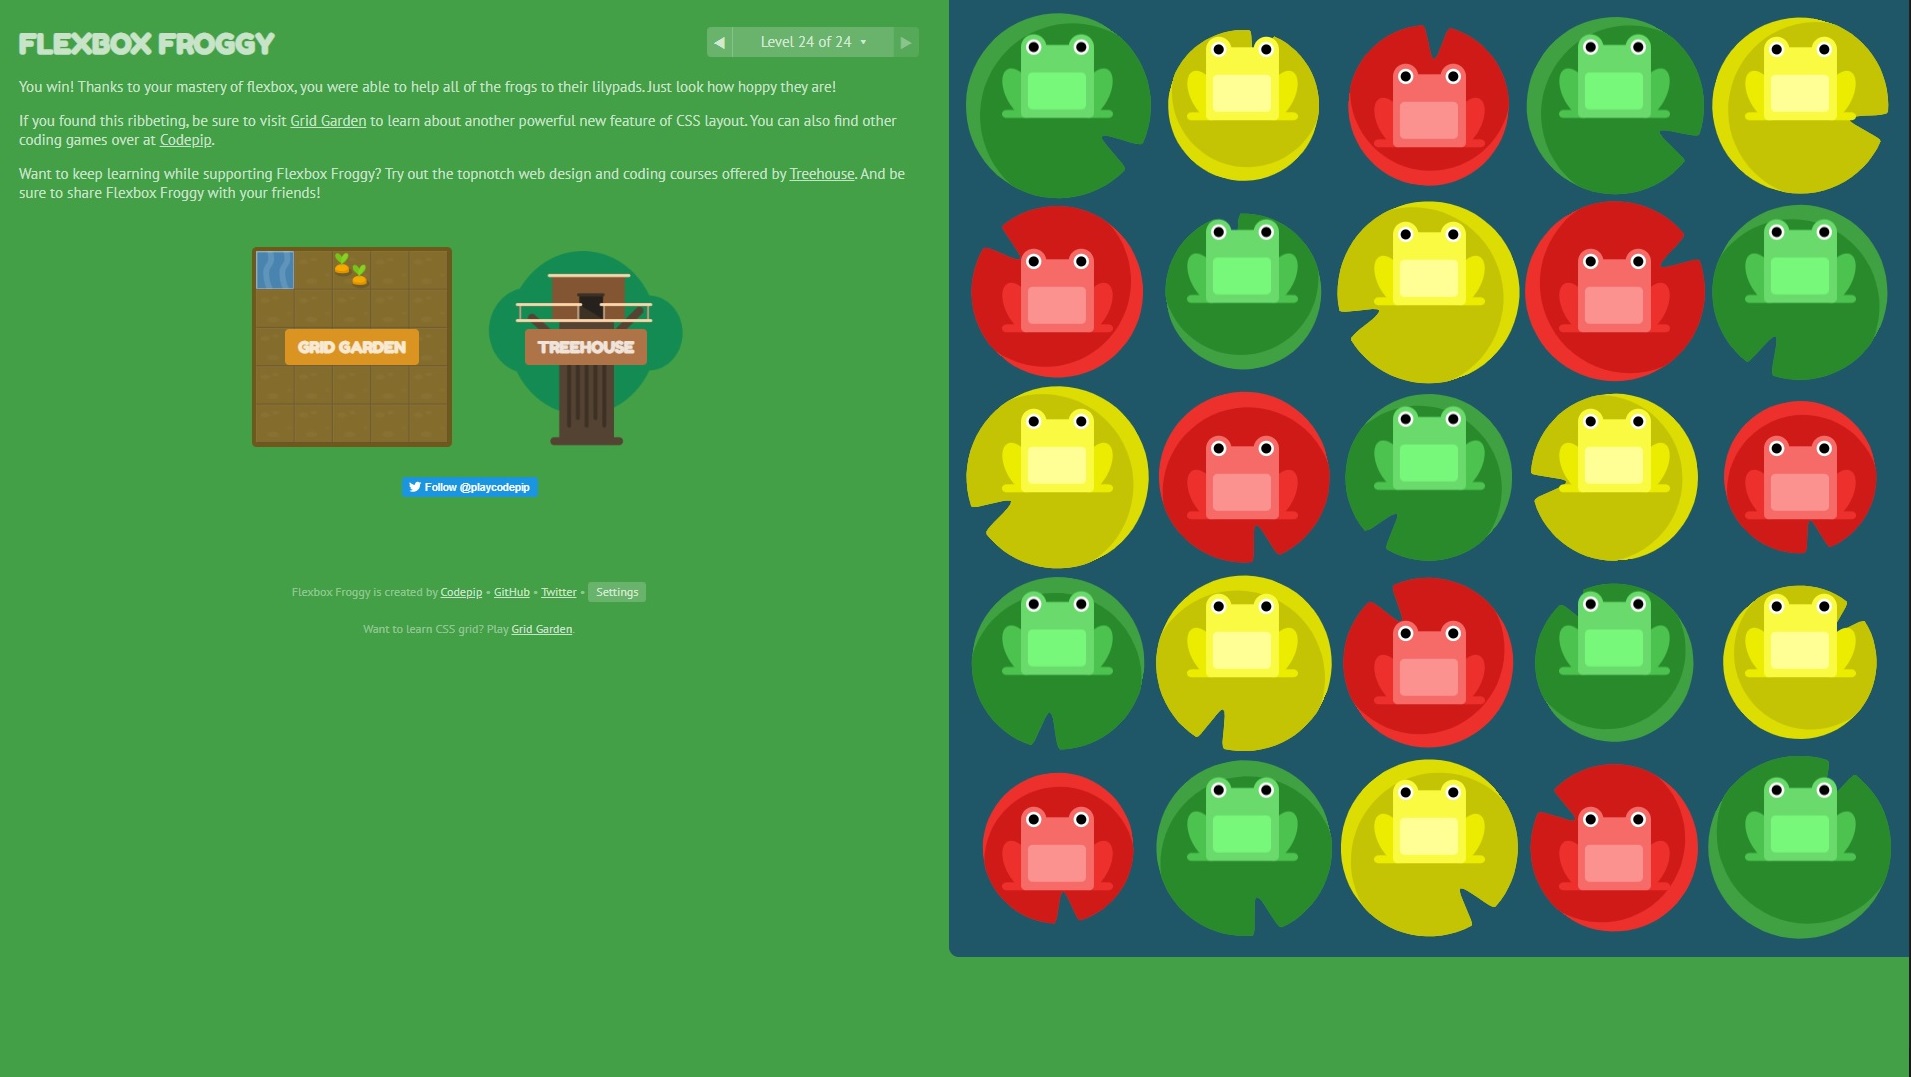 FLEXBOX FROGGY
Level 24 of 24
You win! Thanks to your mastery of flexbox, you were able to help all of the frogs to their lilypads. Just look how hoppy they are!
If you found this ribbeting, be sure to visit Grid Garden to learn about another powerful new feature of CSS layout. You can also find other
coding games over at Codepip.
Want to keep learning while supporting Flexbox Froggy? Try out the topnotch web design and coding courses offered by Treehouse. And be
sure to share Flexbox Froggy with your friends!
GRID GARDEN
TREEHOUSE
Follow @playcodepip
Flexbox Froggy is created by Codepip • GitHub • Twitter • Settings
Want to learn CSS grid? Play Grid Garden.